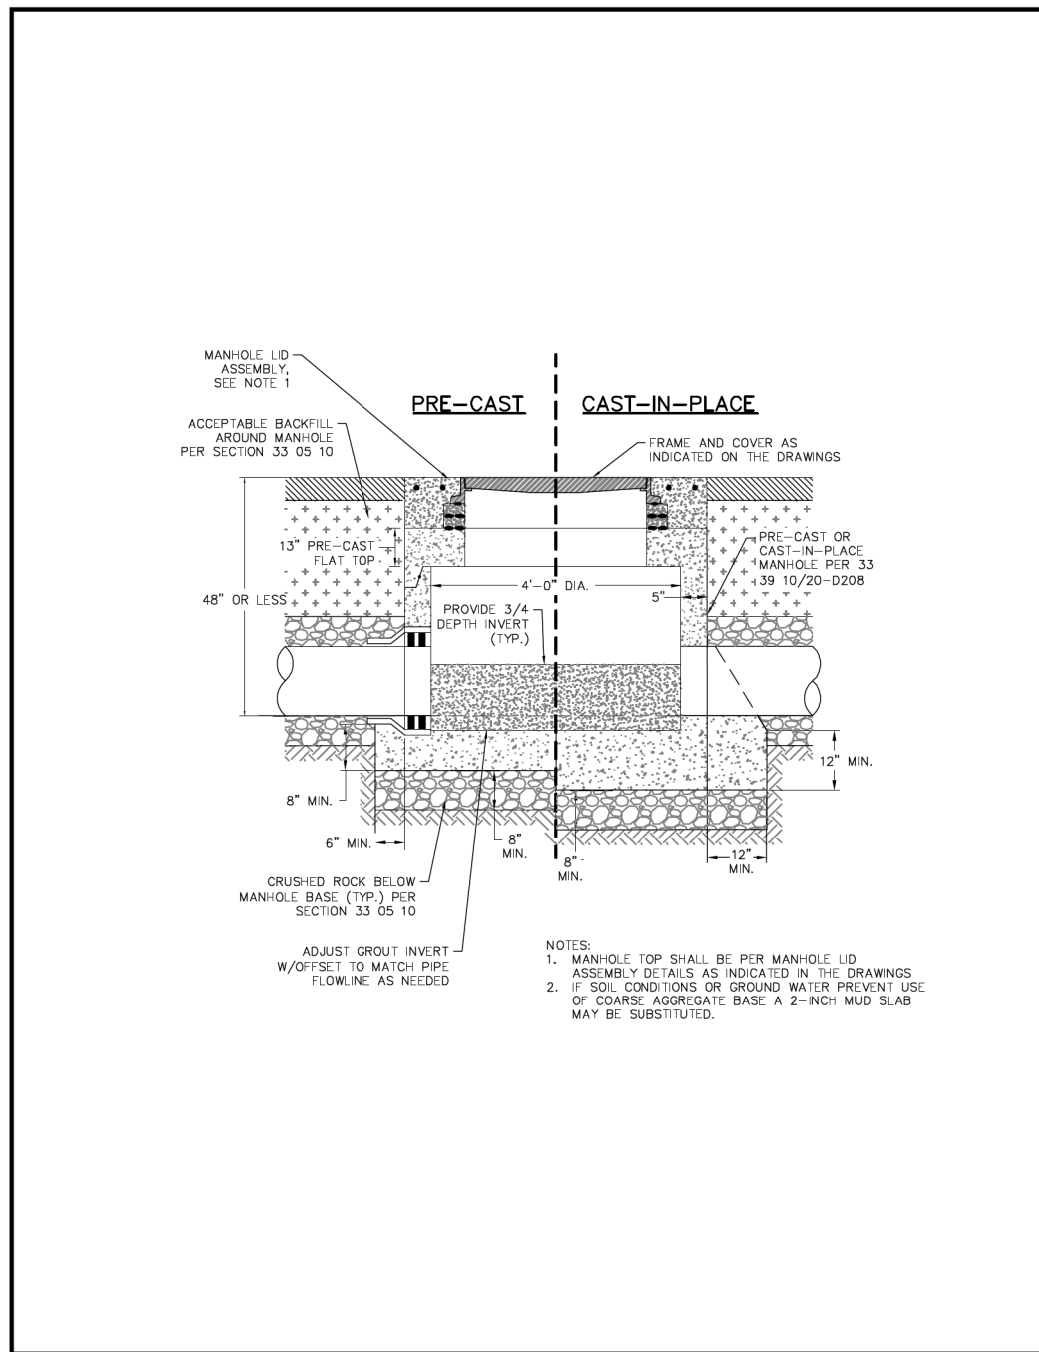 MANHOLE LID
ASSEMBLY,
SEE NOTE 1
PRE-CAST
CAST-IN-PLACE
ACCEPTABLE BACKFILL
AROUND MANHOLE
PER SECTION 33 05 10
FRAME AND COVER AS
INDICATED ON THE DRAWINGS
13" PRE-CAST
FLAT TOP
PRE-CAST OR
CAST-IN-PLACE
MANHOLE PER 33
39 10/20-D208
4'-0" DIA.
5"
48" OR LESS
PROVIDE 3/4
DEPTH INVERT
(TYP.)
12" MIN.
8" MIN.
6" MIN.
8"
MIN.
8"
MIN.
12"
MIN.
CRUSHED ROCK BELOW
MANHOLE BASE (TYP.) PER
SECTION 33 05 10
ADJUST GROUT INVERT
W/OFFSET TO MATCH PIPE
FLOWLINE AS NEEDED
NOTES:
1. MANHOLE TOP SHALL BE PER MANHOLE LID
ASSEMBLY DETAILS AS INDICATED IN THE DRAWINGS
2. IF SOIL CONDITIONS OR GROUND WATER PREVENT USE
OF COARSE AGGREGATE BASE A 2-INCH MUD SLAB
MAY BE SUBSTITUTED.